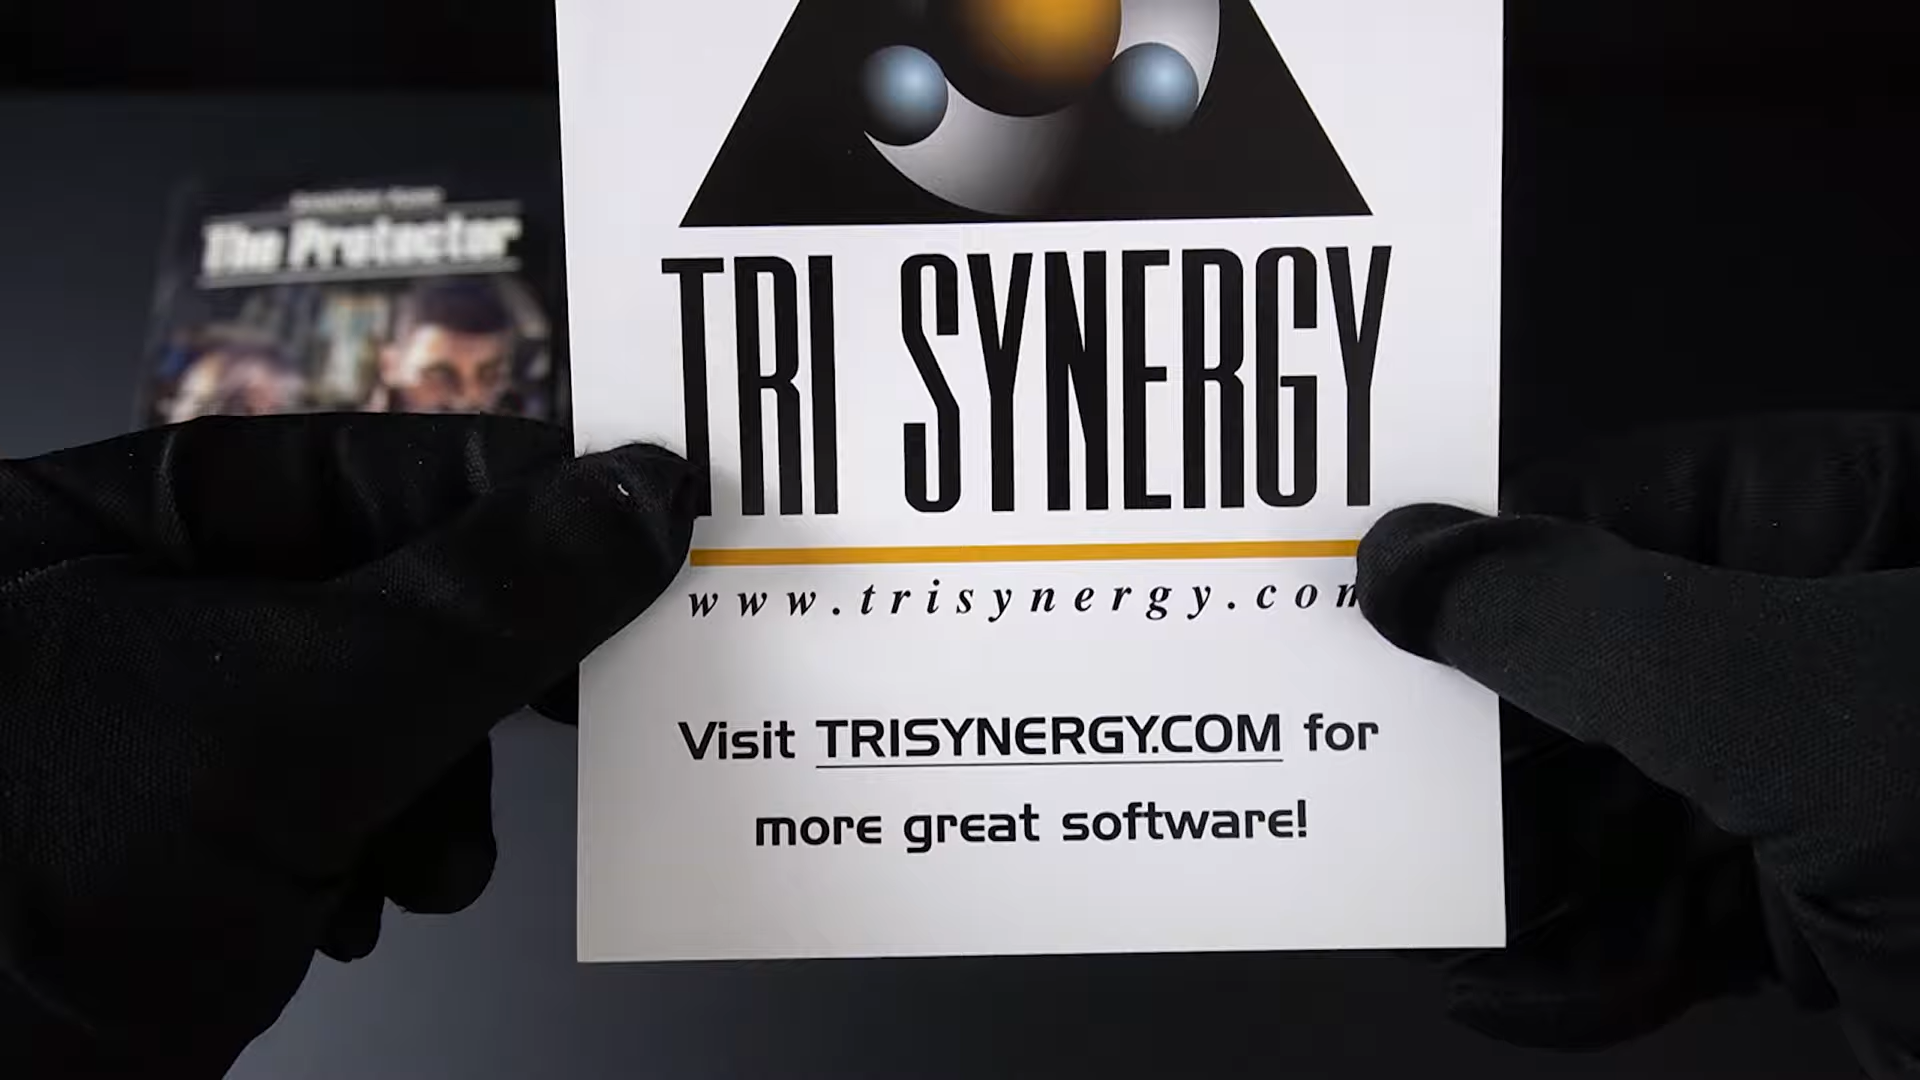 The Protector
TRI SYNERGY
www.trisynergy.com
Visit TRISYNERGY.COM for
more great software!